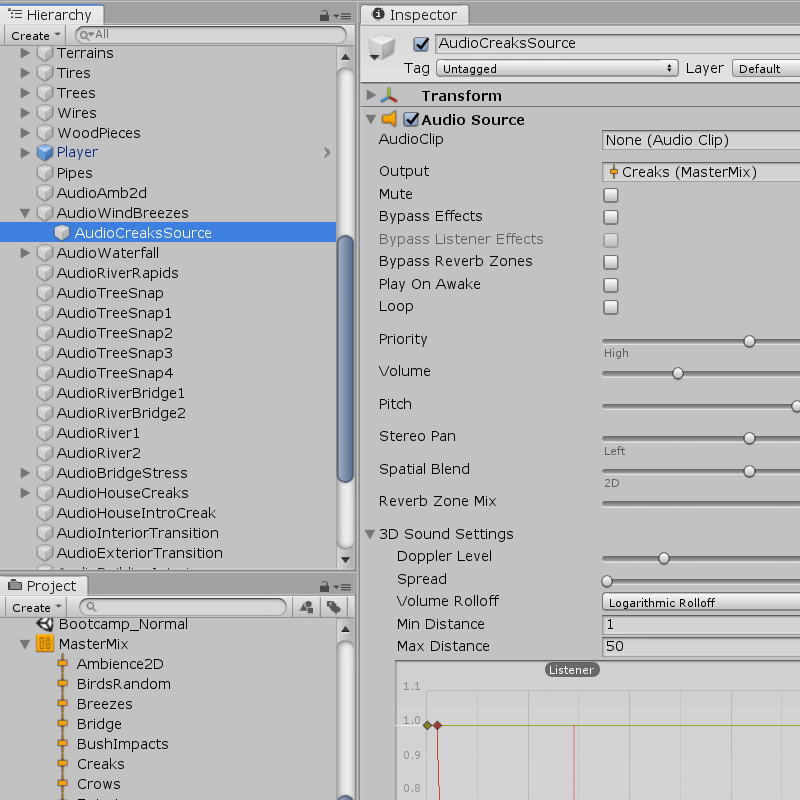 Hierarchy
Create
All
Terrains
Tires
Trees
Wires
WoodPieces
Player
Pipes
AudioAmb2d
AudioWindBreezes
AudioCreaksSource
AudioWaterfall
AudioRiverRapids
AudioTreeSnap
AudioTreeSnap1
AudioTreeSnap2
AudioTreeSnap3
AudioTreeSnap4
AudioRiverBridge1
AudioRiverBridge2
AudioRiver1
AudioRiver2
AudioBridgeStress
AudioHouseCreaks
AudioHouseIntroCreak
AudioInteriorTransition
AudioExteriorTransition
Project
Create
Bootcamp_Normal
MasterMix
Ambience2D
BirdsRandom
Breezes
Bridge
BushImpacts
Creaks
Crows
Inspector
AudioCreaksSource
Tag Untagged Layer Default
Transform
Audio Source
AudioClip None (Audio Clip)
Output Creaks (MasterMix)
Mute
Bypass Effects
Bypass Listener Effects
Bypass Reverb Zones
Play On Awake
Loop
Priority
High
Volume
Pitch
Stereo Pan
Left
Spatial Blend
2D
Reverb Zone Mix
3D Sound Settings
Doppler Level
Spread
Volume Rolloff Logarithmic Rolloff
Min Distance 1
Max Distance 50
Listener
1.1
1.0
0.9
0.8